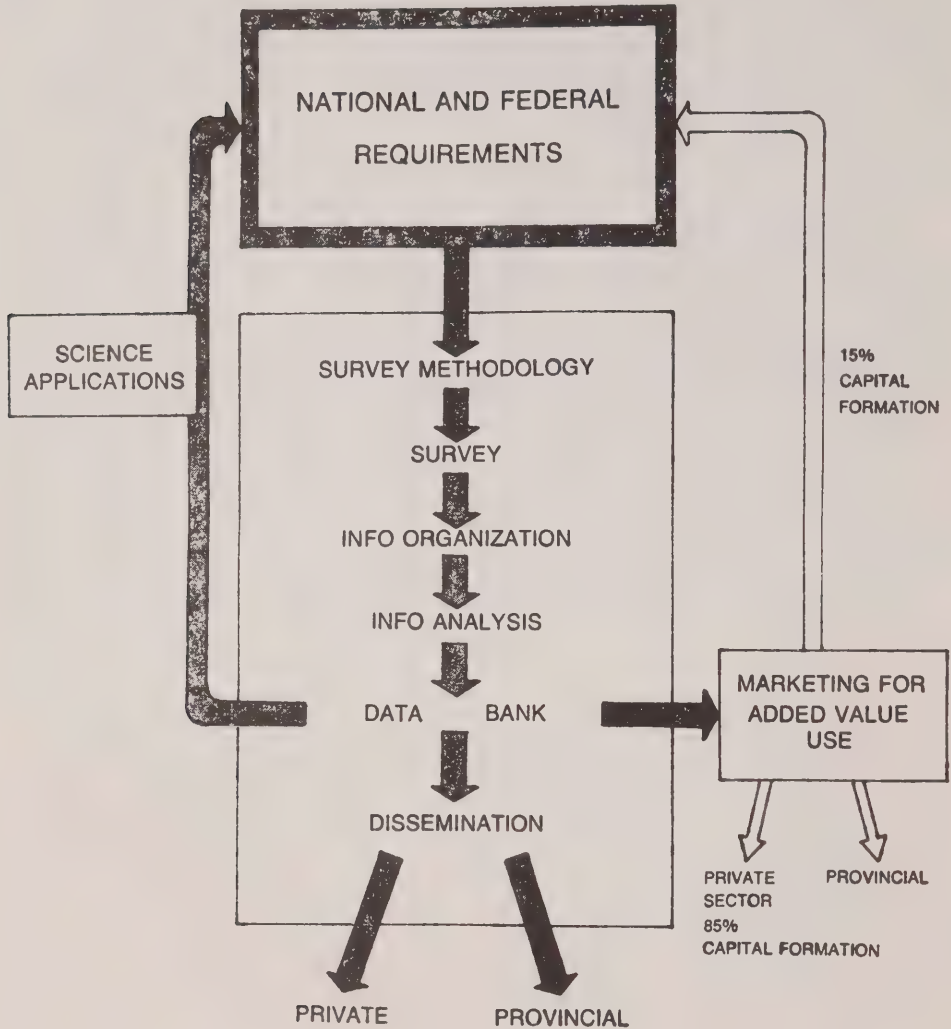 NATIONAL AND FEDERAL
REQUIREMENTS
SCIENCE
APPLICATIONS
SURVEY METHODOLOGY
15%
CAPITAL
FORMATION
SURVEY
INFO ORGANIZATION
INFO ANALYSIS
DATA BANK
MARKETING FOR
ADDED VALUE
USE
DISSEMINATION
PRIVATE
SECTOR
85%
CAPITAL FORMATION
PROVINCIAL
PRIVATE
PROVINCIAL